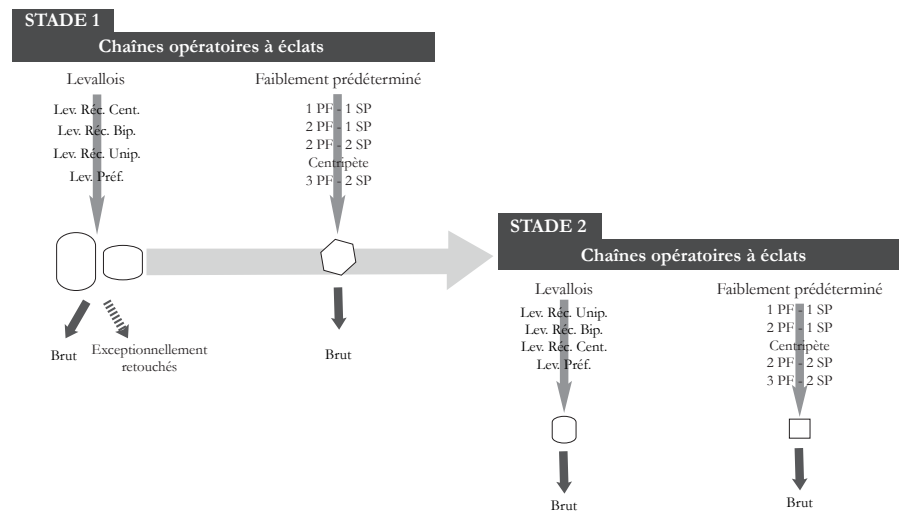 STADE 1
Chaînes opératoires à éclats
Levallois
Lev. Réc. Cent.
Lev. Réc. Bip.
Lev. Réc. Unip.
Lev. Préf.
Faiblement prédéterminé
1 PF - 1 SP
2 PF - 1 SP
2 PF - 2 SP
Centripète
3 PF - 2 SP
Brut
Exceptionnellement
retouchés
Brut
STADE 2
Chaînes opératoires à éclats
Levallois
Lev. Réc. Unip.
Lev. Réc. Bip.
Lev. Réc. Cent.
Lev. Préf.
Faiblement prédéterminé
1 PF - 1 SP
2 PF - 1 SP
Centripète
2 PF - 2 SP
3 PF - 2 SP
Brut
Brut